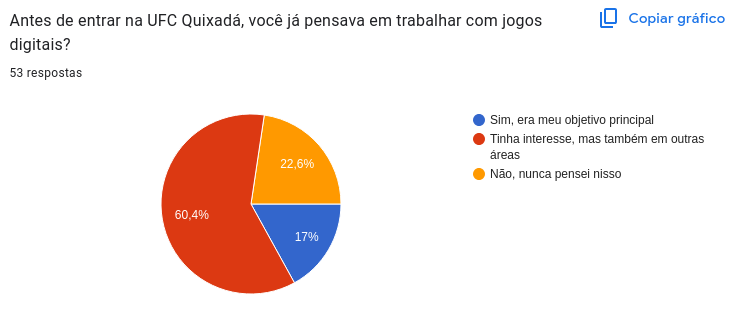 Antes de entrar na UFC Quixadá, você já pensava em trabalhar com jogos
digitais?
Copiar gráfico
53 respostas
22,6%
60,4%
17%
Sim, era meu objetivo principal
Tinha interesse, mas também em outras
áreas
Não, nunca pensei nisso